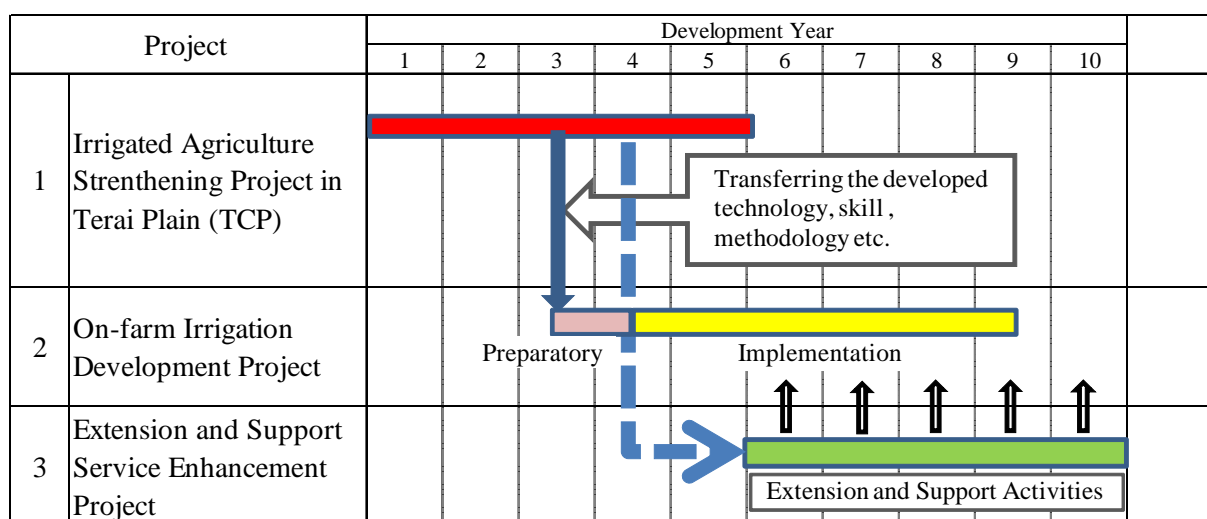 Project
Development Year
1 2 3 4 5 6 7 8 9 10
1
Irrigated Agriculture
Strenthening Project in
Terai Plain (TCP)
Transferring the developed
technology, skill ,
methodology etc.
2
On-farm Irrigation
Development Project
Preparatory
Implementation
3
Extension and Support
Service Enhancement
Project
Extension and Support Activities